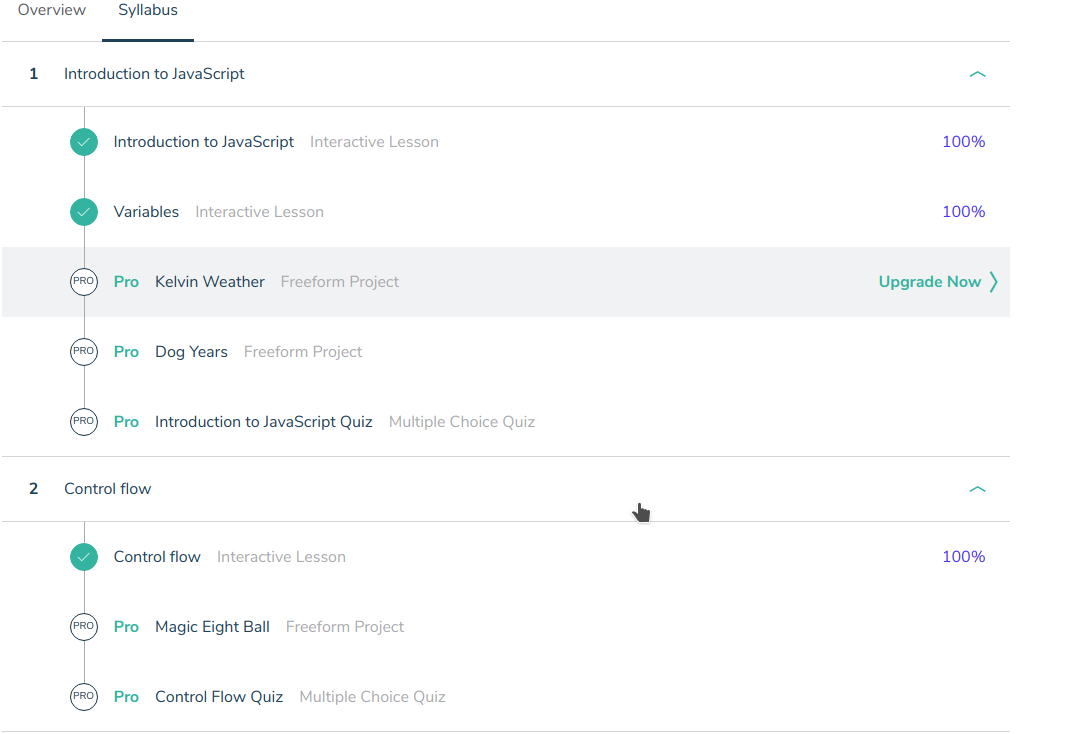 Overview Syllabus
1 Introduction to JavaScript
Introduction to JavaScript Interactive Lesson 100%
Variables Interactive Lesson 100%
PRO Pro Kelvin Weather Freeform Project Upgrade Now
PRO Pro Dog Years Freeform Project
PRO Pro Introduction to JavaScript Quiz Multiple Choice Quiz
2 Control flow
Control flow Interactive Lesson 100%
PRO Pro Magic Eight Ball Freeform Project
PRO Pro Control Flow Quiz Multiple Choice Quiz